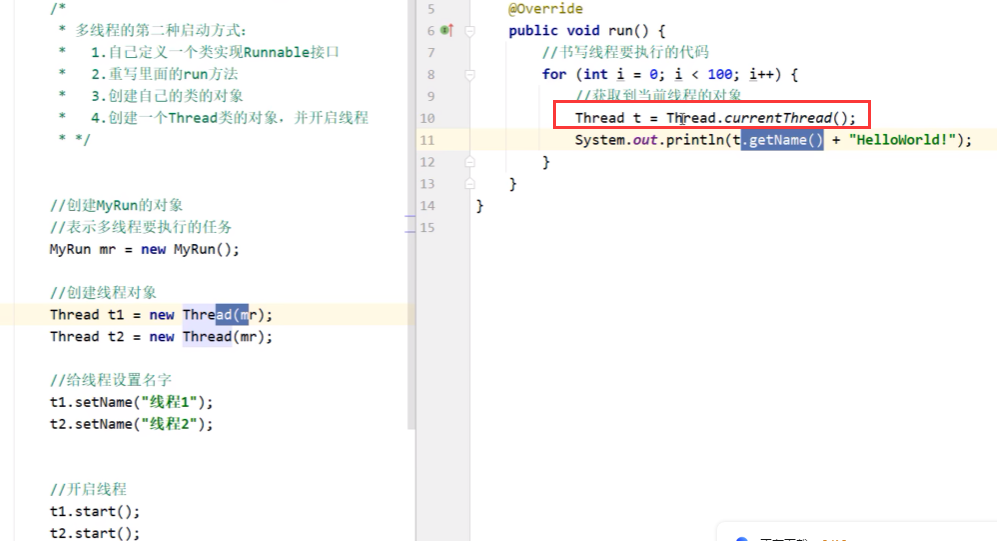 /*
* 多线程的第二种启动方式：
* 1.自己定义一个类实现Runnable接口
* 2.重写里面的run方法
* 3.创建自己的类的对象
* 4.创建一个Thread类的对象，并开启线程
* */
//创建MyRun的对象
//表示多线程要执行的任务
MyRun mr = new MyRun();
//创建线程对象
Thread t1 = new Thread(mr);
Thread t2 = new Thread(mr);
//给线程设置名字
t1.setName("线程1");
t2.setName("线程2");
//开启线程
t1.start();
t2.start();
5 @Override
6 public void run() {
7 //书写线程要执行的代码
8 for (int i = 0; i < 100; i++) {
9 //获取到当前线程的对象
10 Thread t = Thread.currentThread();
11 System.out.println(t.getName() + "HelloWorld!");
12 }
13 }
14 }
15